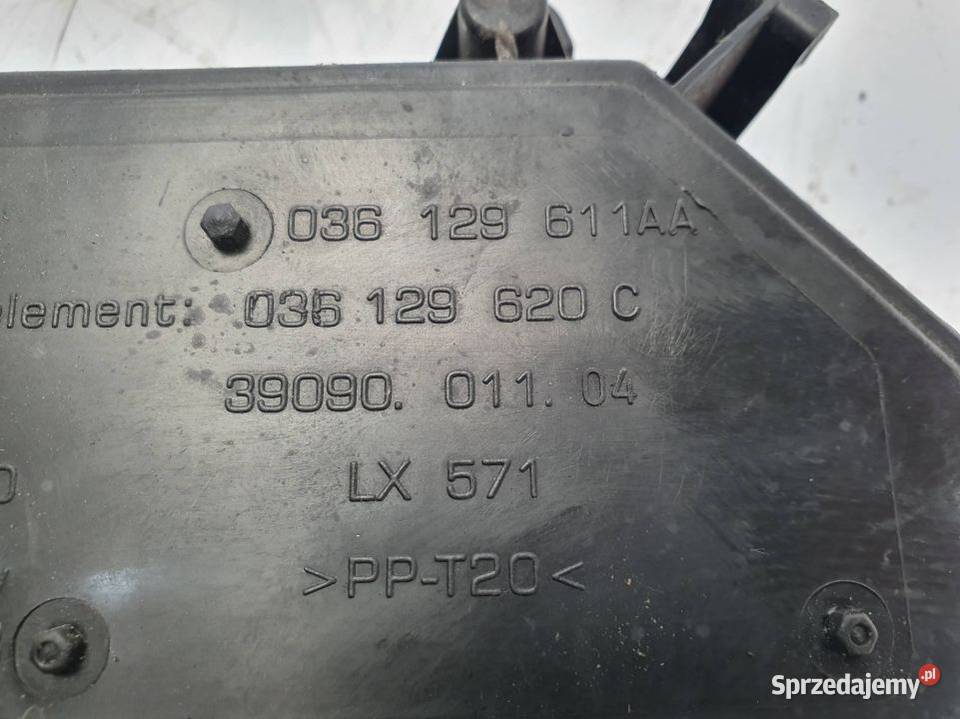 036 129 611AA
element: 036 129 620 C
39090. 011. 04
LX 571
>PP-T20<
Sprzedajemy.pl